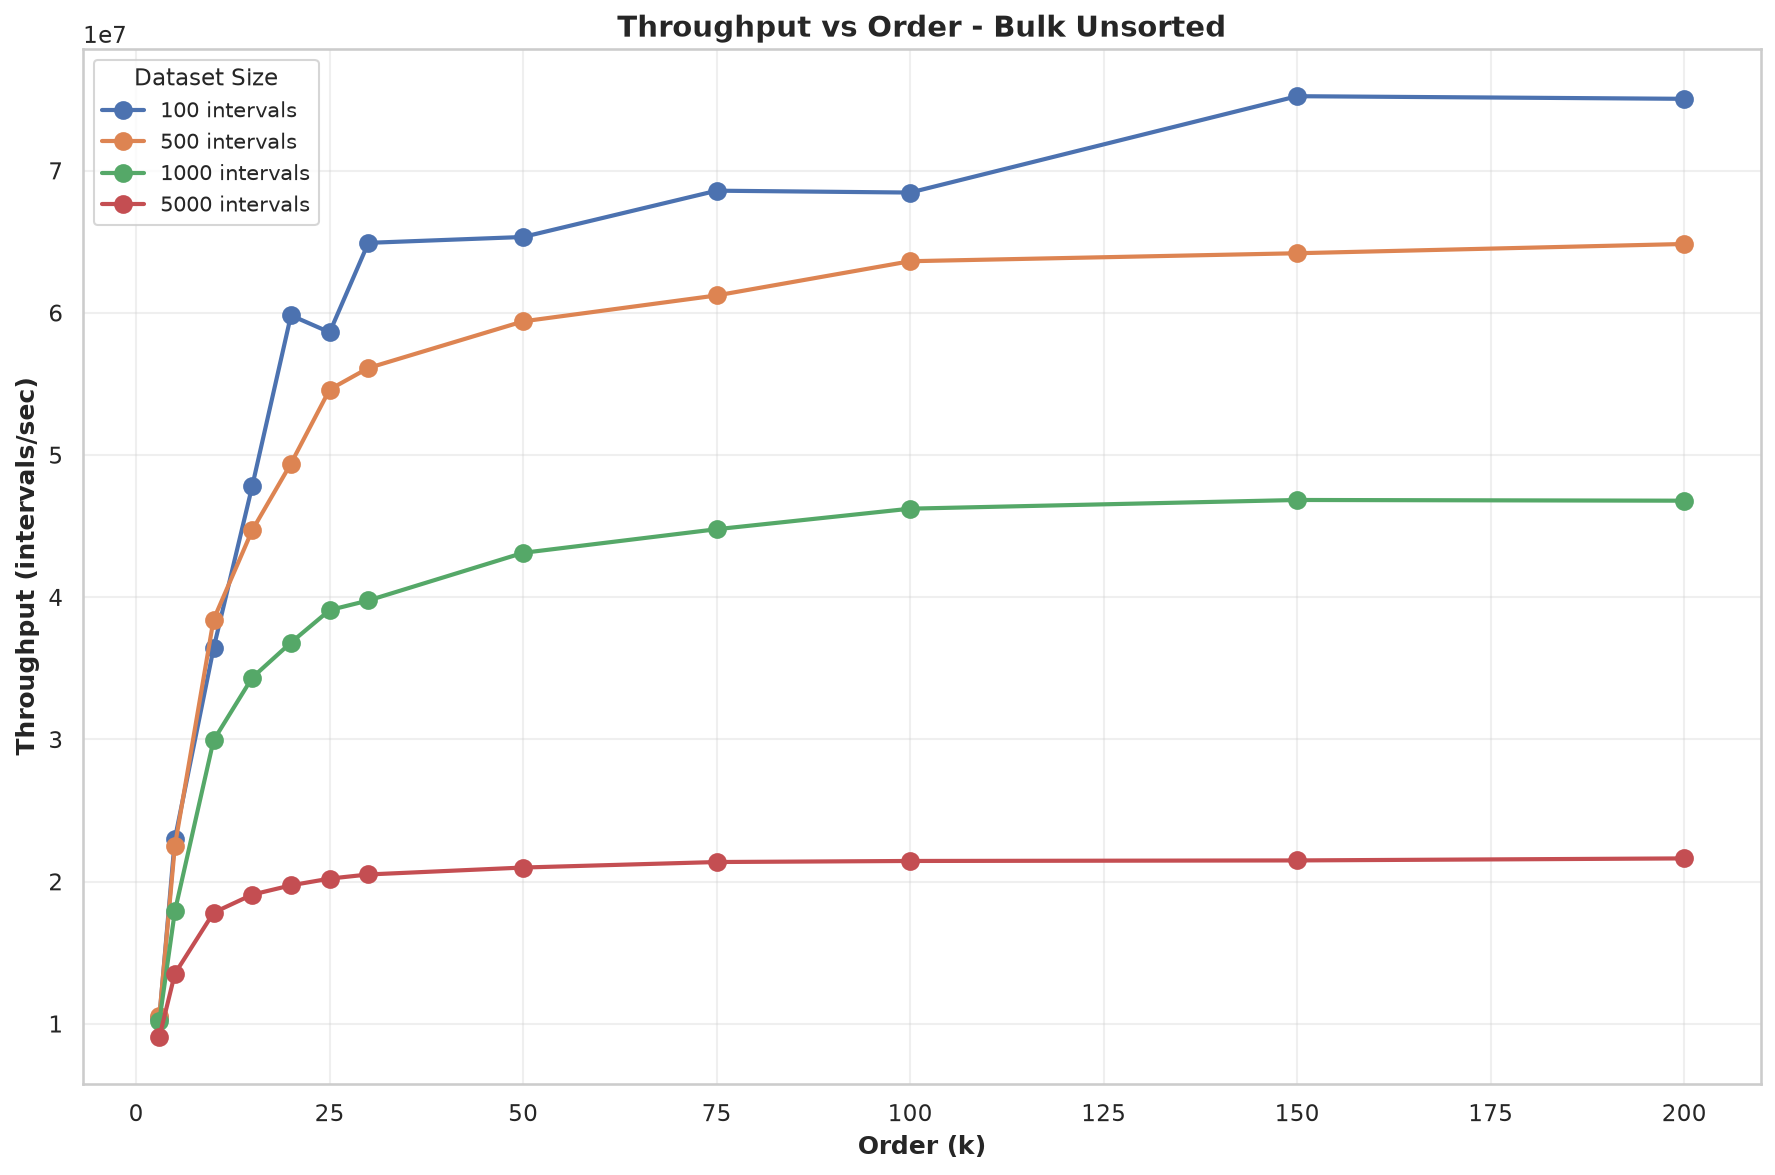 Throughput vs Order - Bulk Unsorted
1e7
Dataset Size
100 intervals
500 intervals
1000 intervals
5000 intervals
7
6
5
4
3
2
1
Throughput (intervals/sec)
0 25 50 75 100 125 150 175 200
Order (k)